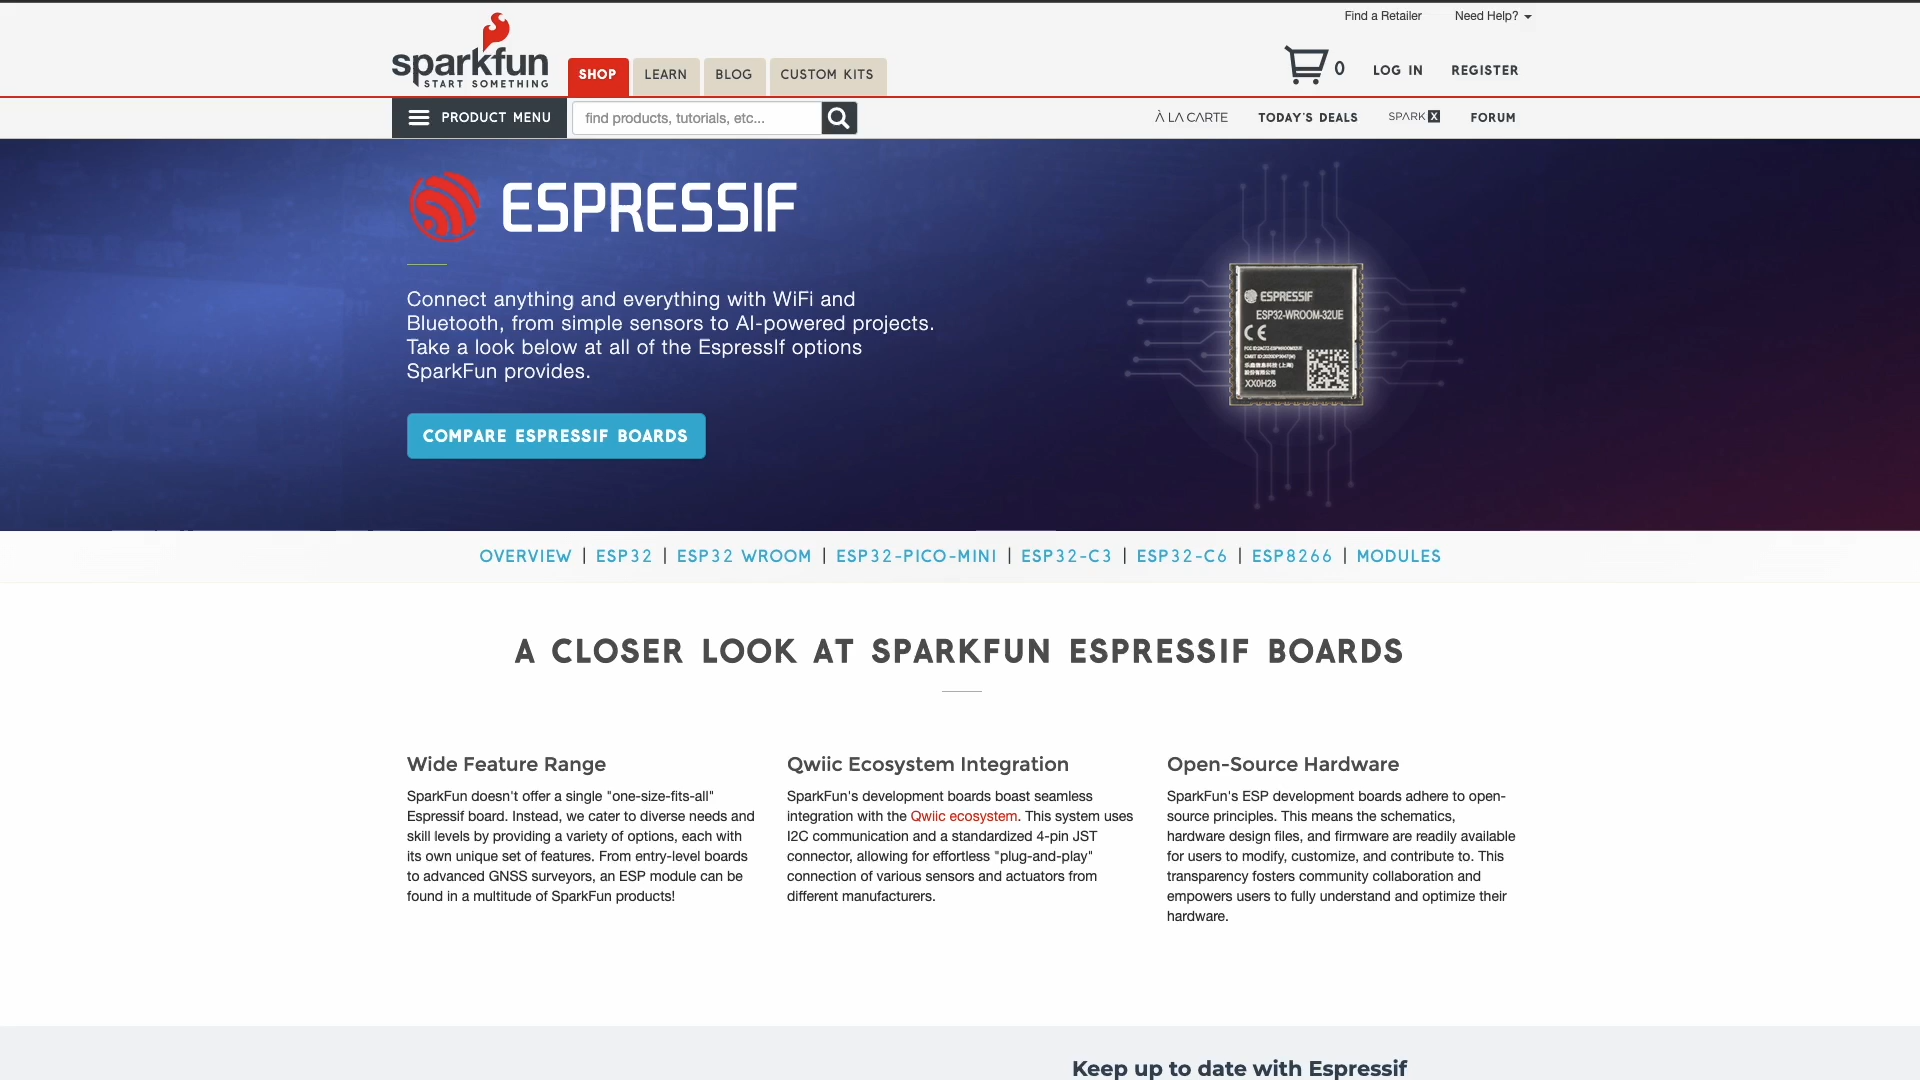 Find a Retailer
Need Help?
sparkfun
START SOMETHING
SHOP
LEARN
BLOG
CUSTOM KITS
0
LOG IN
REGISTER
PRODUCT MENU
find products, tutorials, etc...
À LA CARTE
TODAY'S DEALS
SPARK X
FORUM
ESPRESSIF
Connect anything and everything with WiFi and
Bluetooth, from simple sensors to AI-powered projects.
Take a look below at all of the EspressIf options
SparkFun provides.
COMPARE ESPRESSIF BOARDS
ESPRESSIF
ESP32-WROOM-32UE
CE
XX0H28
OVERVIEW | ESP32 | ESP32 WROOM | ESP32-PICO-MINI | ESP32-C3 | ESP32-C6 | ESP8266 | MODULES
A CLOSER LOOK AT SPARKFUN ESPRESSIF BOARDS
Wide Feature Range
SparkFun doesn't offer a single "one-size-fits-all"
Espressif board. Instead, we cater to diverse needs and
skill levels by providing a variety of options, each with
its own unique set of features. From entry-level boards
to advanced GNSS surveyors, an ESP module can be
found in a multitude of SparkFun products!
Qwiic Ecosystem Integration
SparkFun's development boards boast seamless
integration with the Qwiic ecosystem. This system uses
I2C communication and a standardized 4-pin JST
connector, allowing for effortless "plug-and-play"
connection of various sensors and actuators from
different manufacturers.
Open-Source Hardware
SparkFun's ESP development boards adhere to open-
source principles. This means the schematics,
hardware design files, and firmware are readily available
for users to modify, customize, and contribute to. This
transparency fosters community collaboration and
empowers users to fully understand and optimize their
hardware.
Keep up to date with Espressif